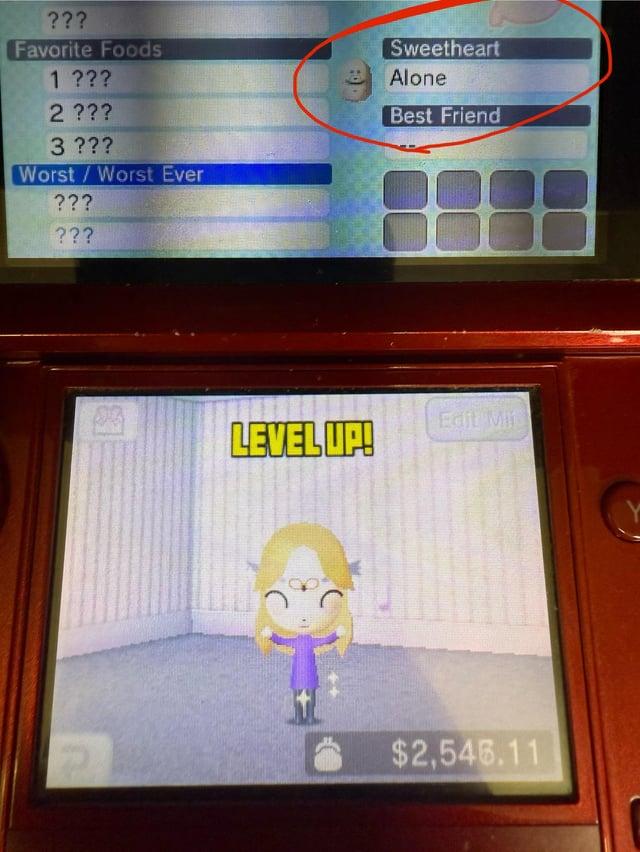 ???
Favorite Foods
1 ???
2 ???
3 ???
Worst / Worst Ever
???
???
Sweetheart
Alone
Best Friend
--
LEVEL UP!
Edit Mii
$2,546.11
Y